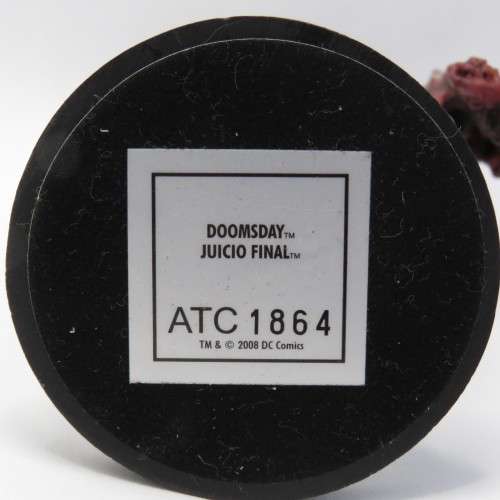 DOOMSDAY™
JUICIO FINAL™
ATC 1864
TM & © 2008 DC Comics